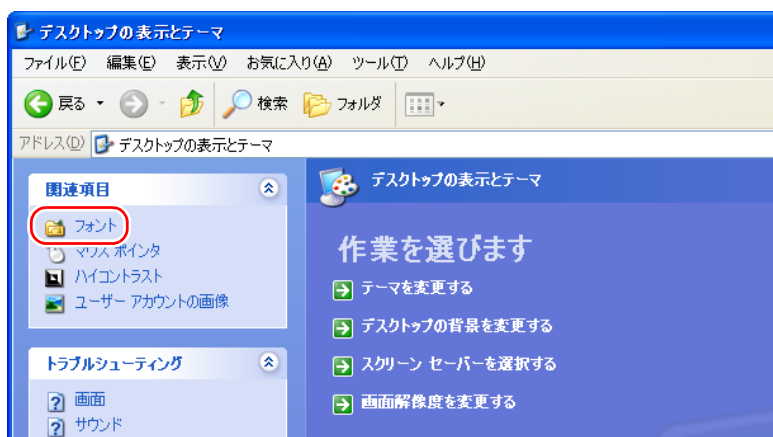 デスクトップの表示とテーマ
ファイル(F) 編集(E) 表示(V) お気に入り(A) ツール(T) ヘルプ(H)
戻る 検索 フォルダ
アドレス(D) デスクトップの表示とテーマ
関連項目
フォント
マウス ポインタ
ハイコントラスト
ユーザー アカウントの画像
トラブルシューティング
画面
サウンド
デスクトップの表示とテーマ
作業を選びます
テーマを変更する
デスクトップの背景を変更する
スクリーン セーバーを選択する
画面解像度を変更する